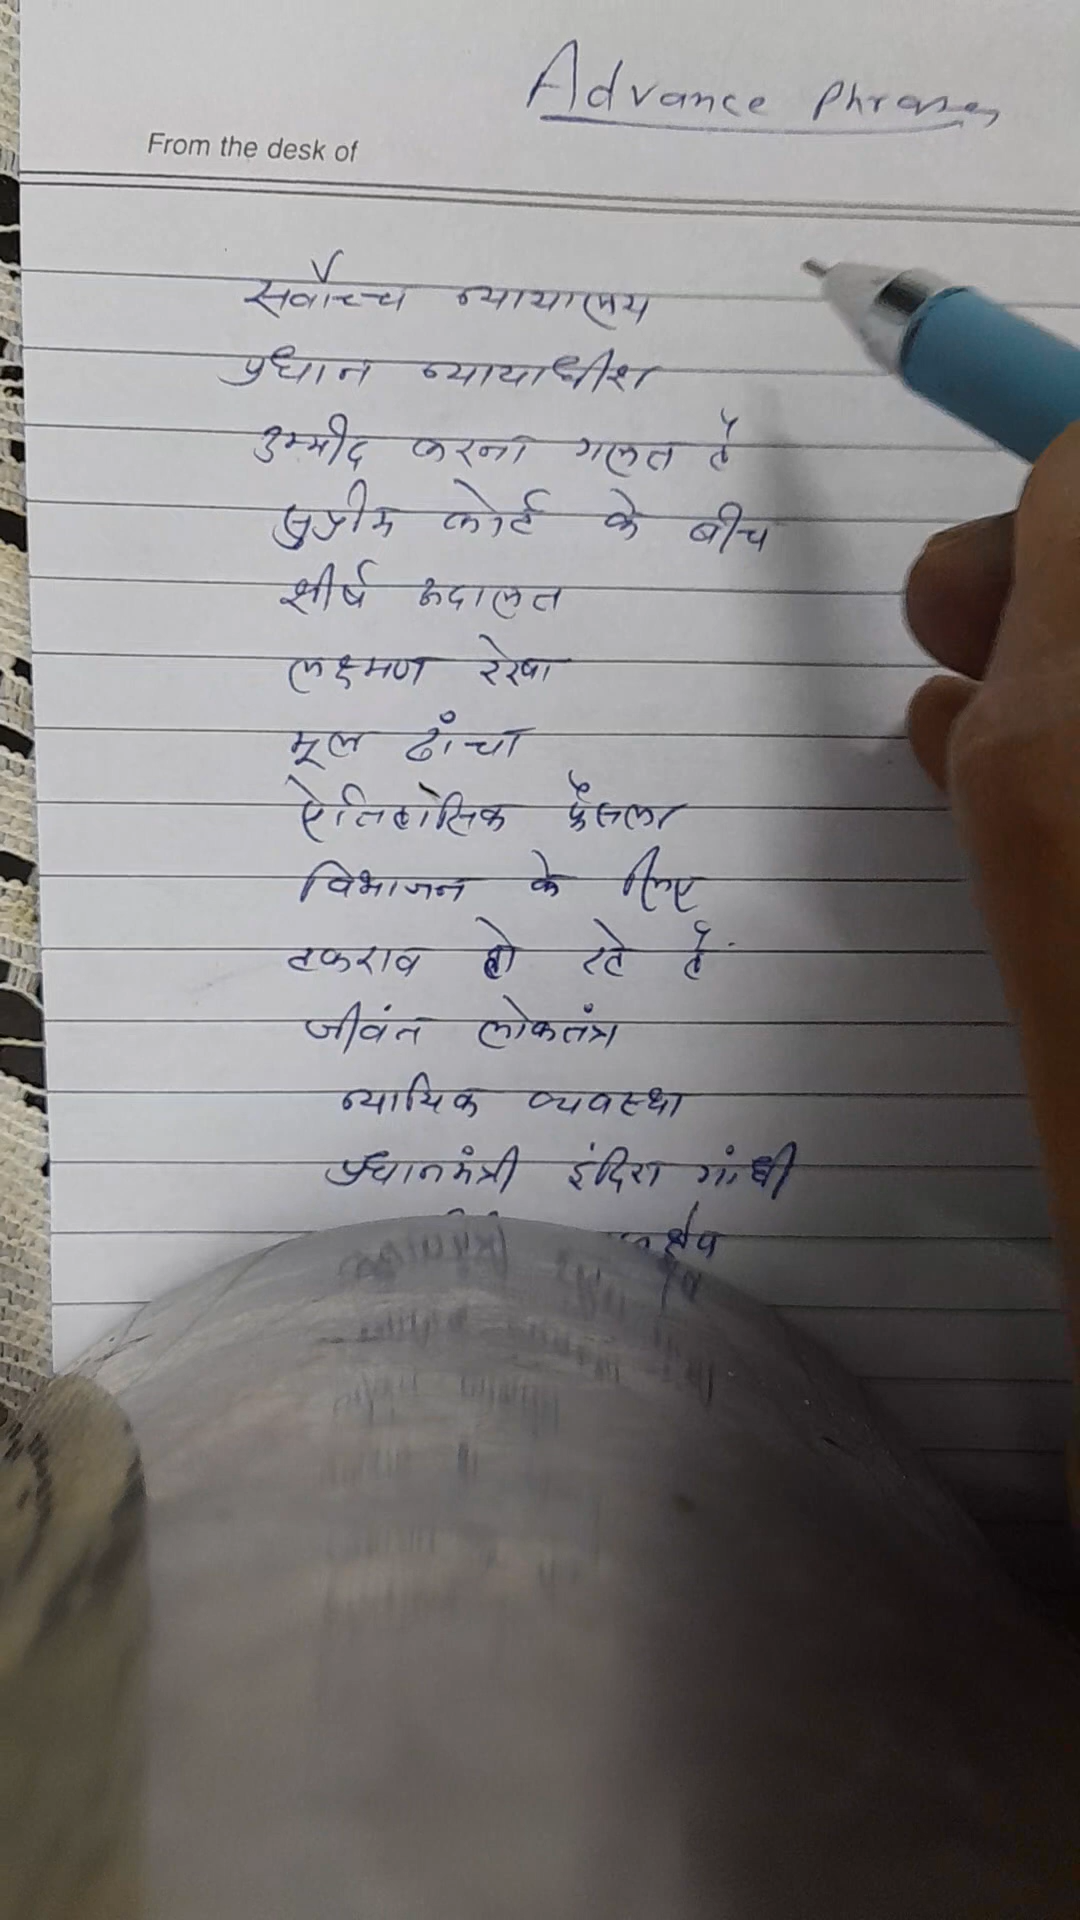 Advance Phrases
From the desk of
सर्वोच्च न्यायालय
प्रधान न्यायाधीश
उम्मीद करना गलत है
सुप्रीम कोर्ट के बीच
शीर्ष अदालत
लक्ष्मण रेखा
मूल ढांचा
ऐतिहासिक फैसला
विभाजन के लिए
टकराव हो रहे हैं
जीवंत लोकतंत्र
न्यायिक व्यवस्था
प्रधानमंत्री इंदिरा गांधी